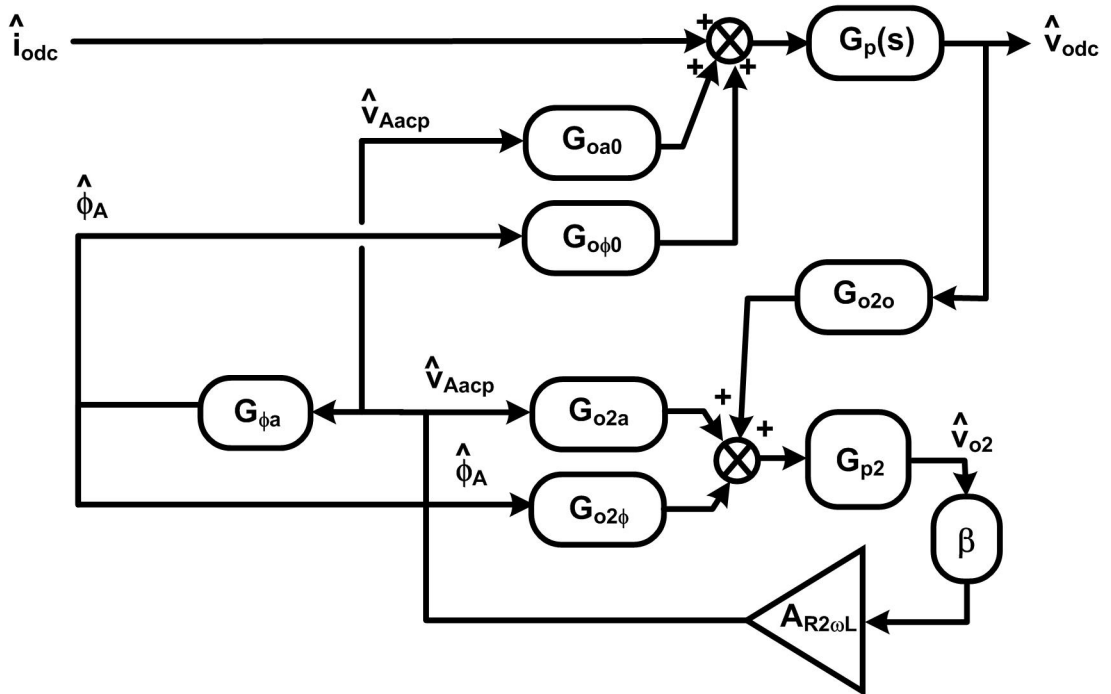 î_odc
+
G_p(s)
v̂_odc
+
+
v̂_Aacp
G_oa0
ϕ̂_A
G_oϕ0
G_o2o
v̂_Aacp
G_ϕa
G_o2a
+
+
v̂_o2
G_p2
ϕ̂_A
G_o2ϕ
β
A_R2ωL